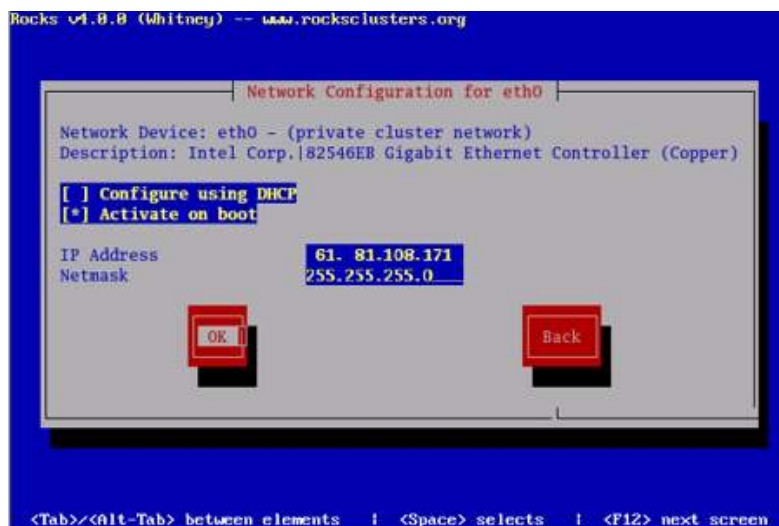 Rocks v4.0.0 (Whitney) -- www.rocksclusters.org
Network Configuration for eth0
Network Device: eth0 - (private cluster network)
Description: Intel Corp.|82546EB Gigabit Ethernet Controller (Copper)
[ ] Configure using DHCP
[*] Activate on boot
IP Address 61. 81.108.171
Netmask 255.255.255.0___
OK Back
<Tab>/<Alt-Tab> between elements | <Space> selects | <F12> next screen